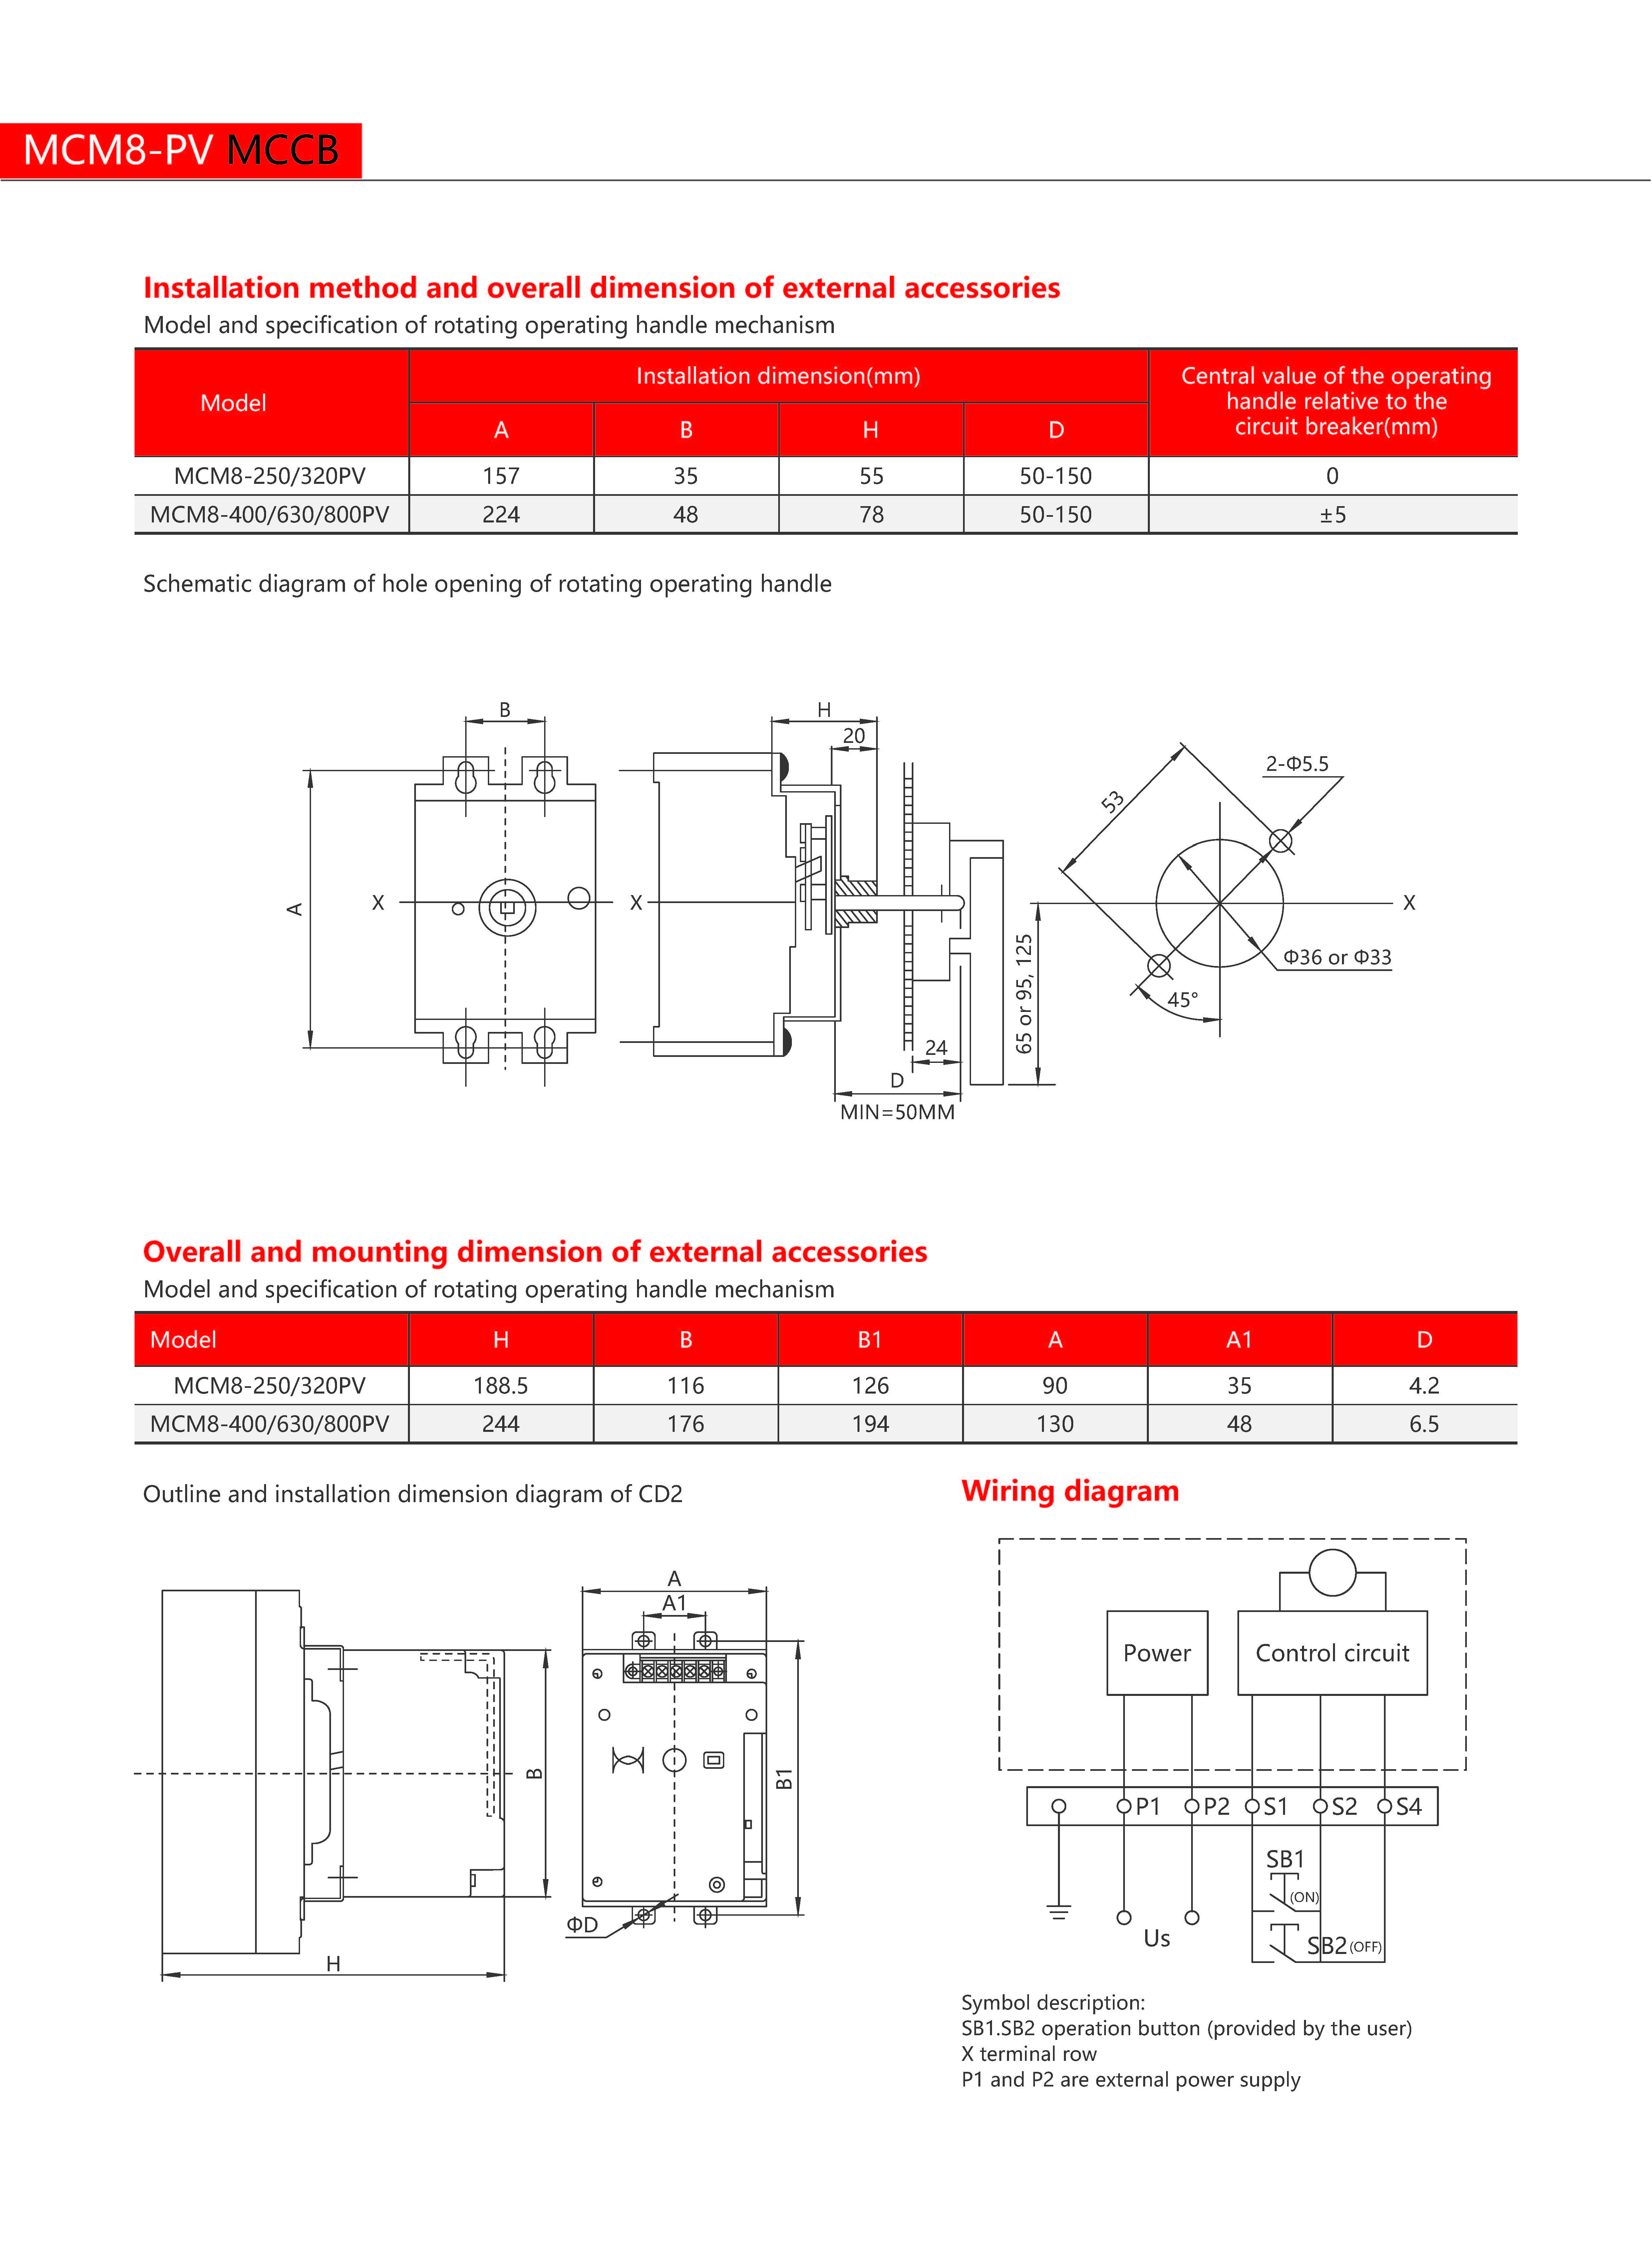 MCM8-PV MCCB
Installation method and overall dimension of external accessories
Model and specification of rotating operating handle mechanism
Model
Installation dimension(mm)
Central value of the operating
handle relative to the
circuit breaker(mm)
A B H D
MCM8-250/320PV 157 35 55 50-150 0
MCM8-400/630/800PV 224 48 78 50-150 ±5
Schematic diagram of hole opening of rotating operating handle
B
H
20
A
X
X
53
2-Φ5.5
X
Φ36 or Φ33
45°
65 or 95, 125
24
D
MIN=50MM
Overall and mounting dimension of external accessories
Model and specification of rotating operating handle mechanism
Model H B B1 A A1 D
MCM8-250/320PV 188.5 116 126 90 35 4.2
MCM8-400/630/800PV 244 176 194 130 48 6.5
Outline and installation dimension diagram of CD2
A
A1
B
B1
ΦD
H
Wiring diagram
Power
Control circuit
P1 P2 S1 S2 S4
SB1
(ON)
SB2 (OFF)
Us
Symbol description:
SB1.SB2 operation button (provided by the user)
X terminal row
P1 and P2 are external power supply